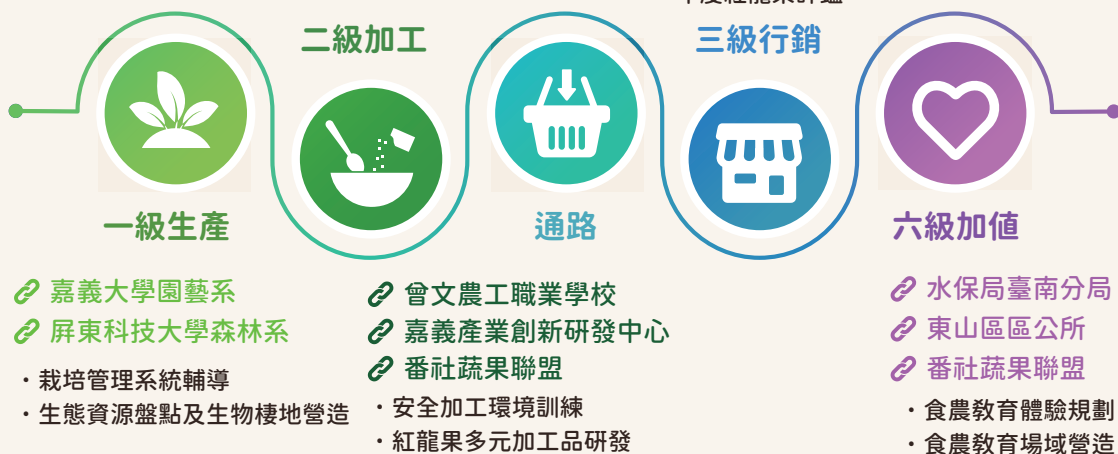 二級加工
三級行銷
一級生產
通路
六級加值
嘉義大學園藝系
屏東科技大學森林系
・栽培管理系統輔導
・生態資源盤點及生物棲地營造
曾文農工職業學校
嘉義產業創新研發中心
番社蔬果聯盟
・安全加工環境訓練
・紅龍果多元加工品研發
水保局臺南分局
東山區區公所
番社蔬果聯盟
・食農教育體驗規劃
・食農教育場域營造